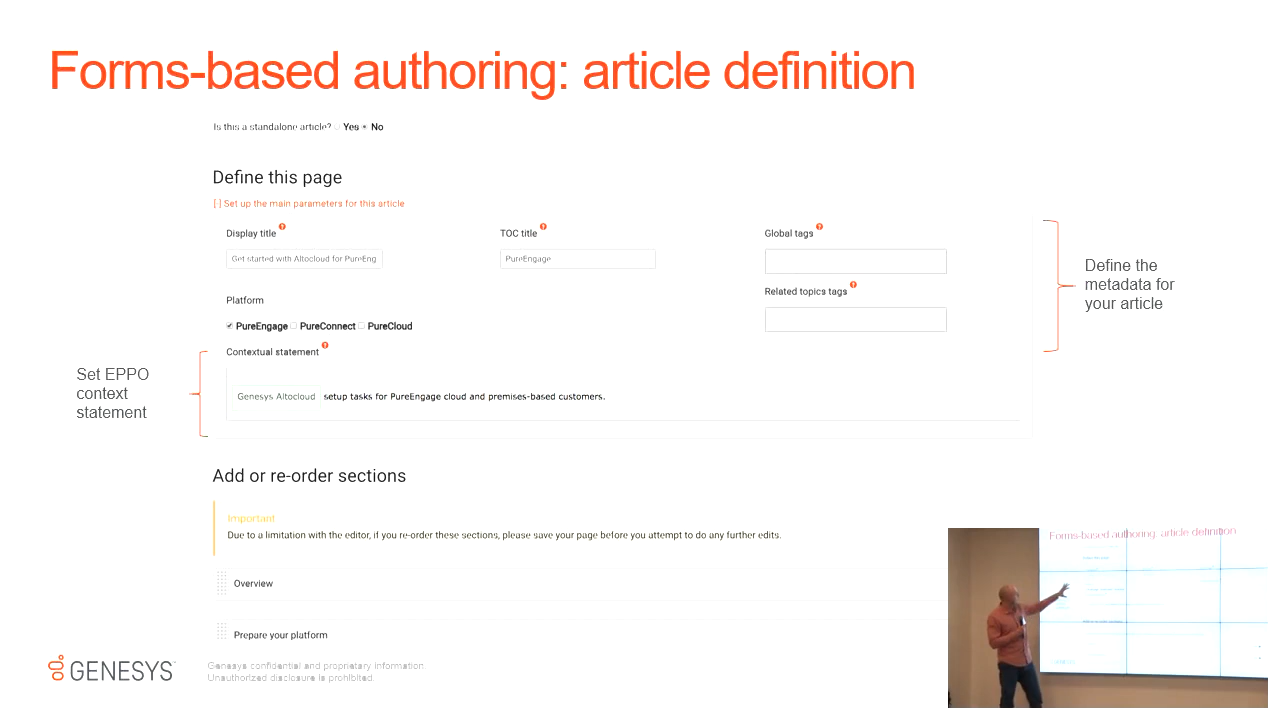 Forms-based authoring: article definition
Is this a standalone article? Yes No
Define this page
[-] Set up the main parameters for this article
Display title
TOC title
Global tags
Get started with Altocloud for PureEng
PureEngage
Related topics tags
Platform
PureEngage PureConnect PureCloud
Contextual statement
Genesys Altocloud setup tasks for PureEngage cloud and premises-based customers.
Define the
metadata for
your article
Set EPPO
context
statement
Add or re-order sections
Important
Due to a limitation with the editor, if you re-order these sections, please save your page before you attempt to do any further edits.
Overview
Prepare your platform
GENESYS
Genesys confidential and proprietary information.
Unauthorized disclosure is prohibited.
Forms-based authoring: article definition